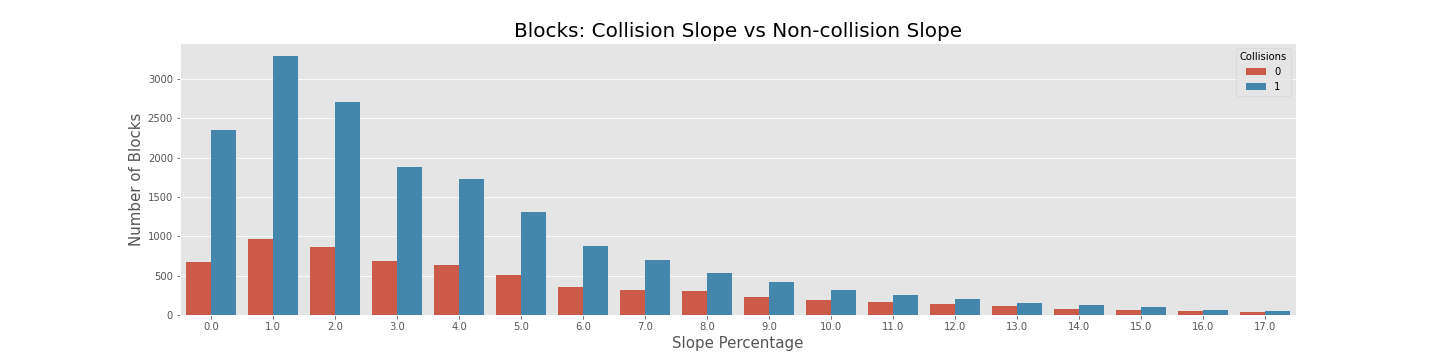 Blocks: Collision Slope vs Non-collision Slope
Collisions
0
1
Number of Blocks
3000
2500
2000
1500
1000
500
0
0.0 1.0 2.0 3.0 4.0 5.0 6.0 7.0 8.0 9.0 10.0 11.0 12.0 13.0 14.0 15.0 16.0 17.0
Slope Percentage